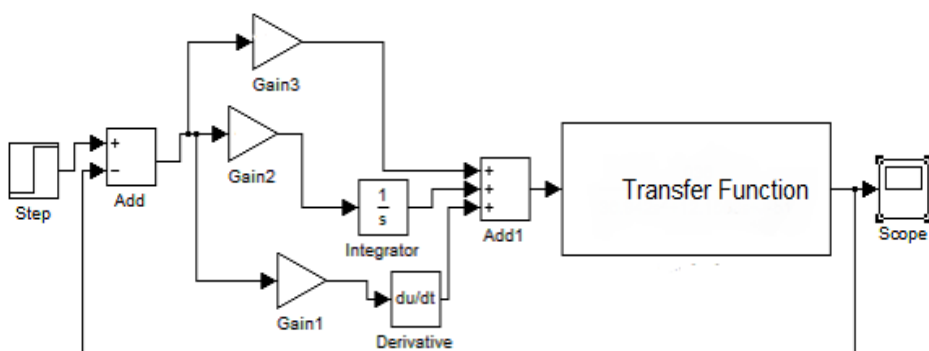 Gain3
+
−
Step
Add
Gain2
1
s
Integrator
+
+
+
Add1
Transfer Function
Scope
Gain1
du/dt
Derivative